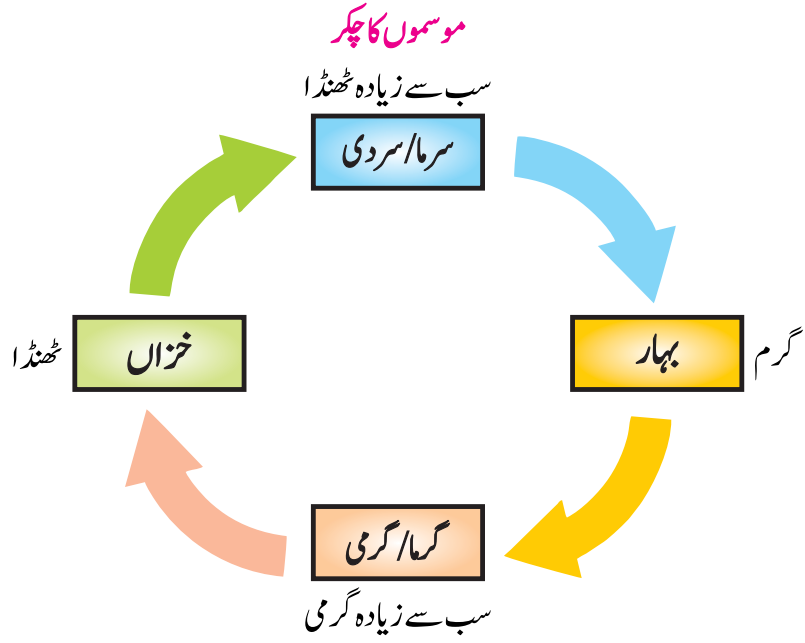 موسموں کا چکر
سب سے زیادہ ٹھنڈا
سرما/سردی
گرم
بہار
خزاں
ٹھنڈا
گرما/گرمی
سب سے زیادہ گرمی